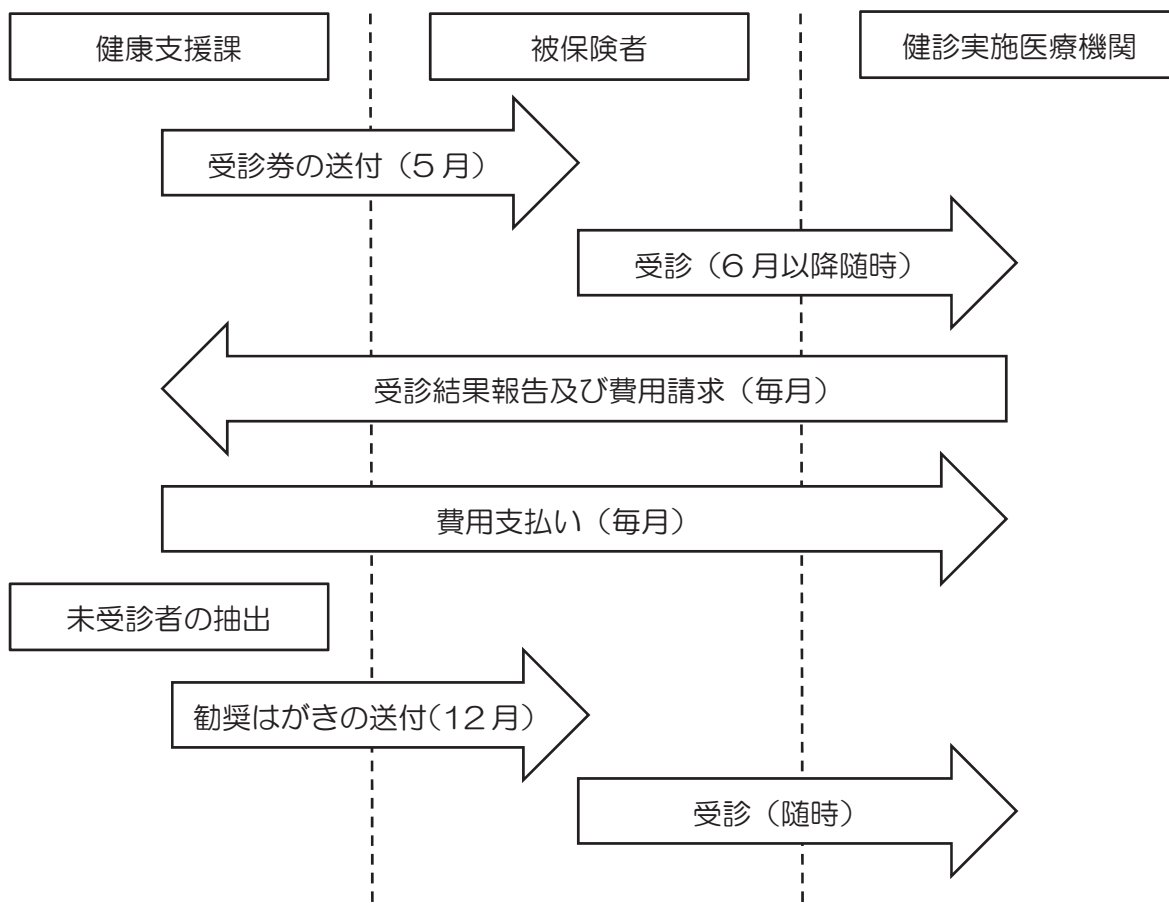 健康支援課
被保険者
健診実施医療機関
受診券の送付(5月)
受診(6月以降随時)
受診結果報告及び費用請求(毎月)
費用支払い(毎月)
未受診者の抽出
勧奨はがきの送付(12月)
受診(随時)